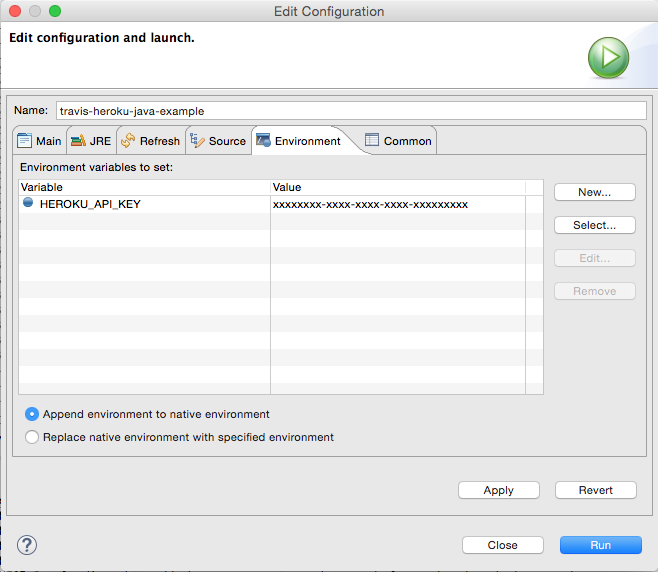 Edit Configuration
Edit configuration and launch.
Name: travis-heroku-java-example
Main JRE Refresh Source Environment Common
Environment variables to set:
Variable Value
HEROKU_API_KEY xxxxxxxx-xxxx-xxxx-xxxx-xxxxxxxxx
New...
Select...
Edit...
Remove
Append environment to native environment
Replace native environment with specified environment
Apply Revert
? Close Run